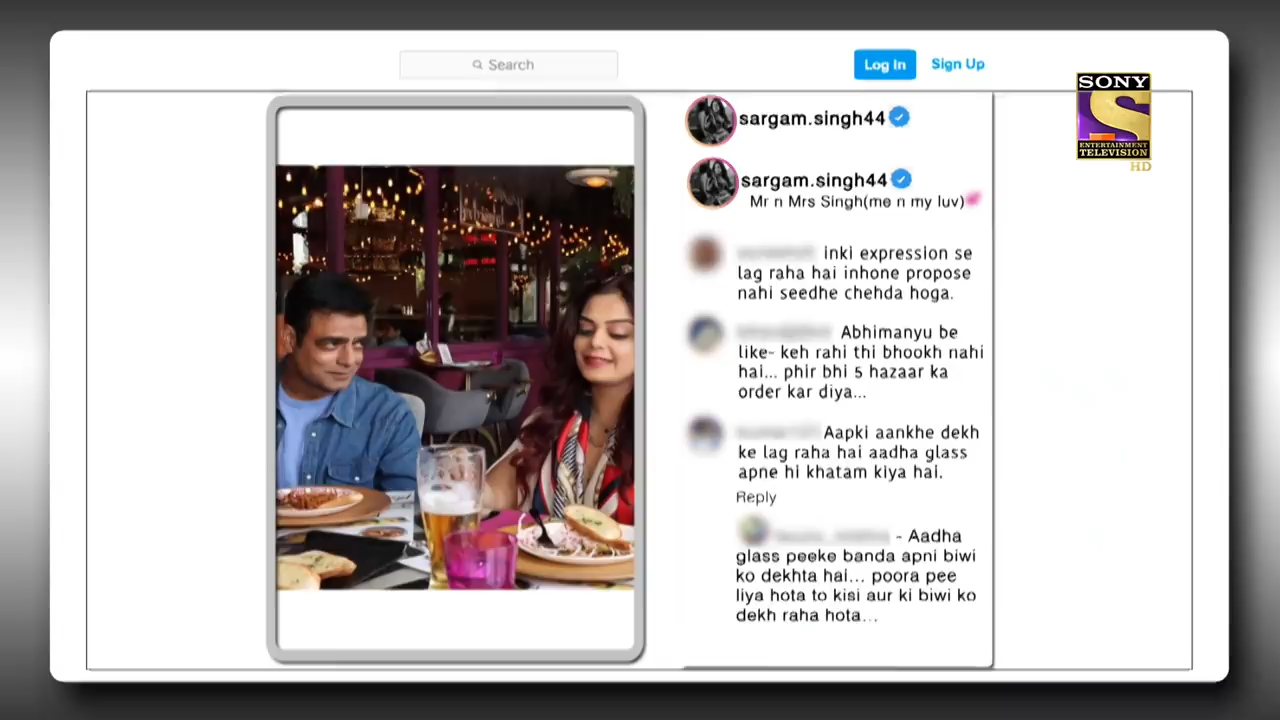 Search
Log In
Sign Up
SONY
ENTERTAINMENT
TELEVISION
HD
sargam.singh44
sargam.singh44
Mr n Mrs Singh(me n my luv)
inki expression se
lag raha hai inhone propose
nahi seedhe chehda hoga.
Abhimanyu be
like- keh rahi thi bhookh nahi
hai... phir bhi 5 hazaar ka
order kar diya...
Aapki aankhe dekh
ke lag raha hai aadha glass
apne hi khatam kiya hai.
Reply
- Aadha
glass peeke banda apni biwi
ko dekhta hai... poora pee
liya hota to kisi aur ki biwi ko
dekh raha hota...